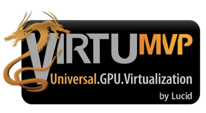 VIRTU MVP
Universal.GPU.Virtualization
by Lucid